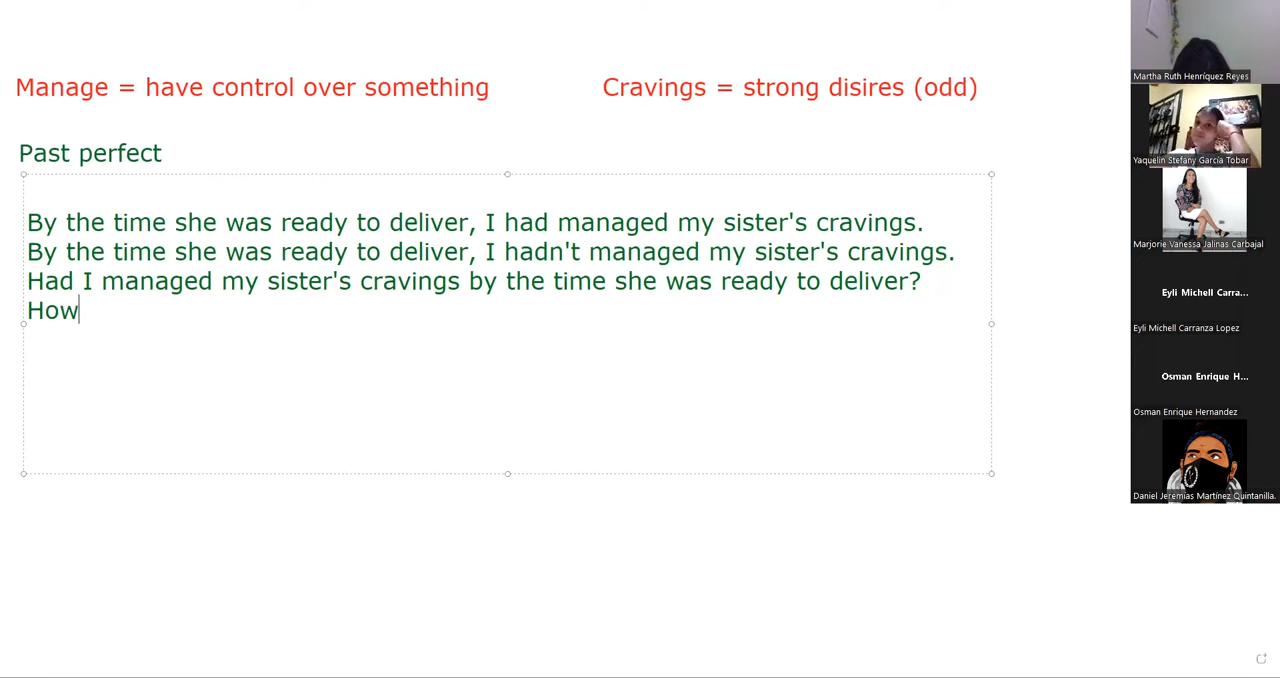 Manage = have control over something
Cravings = strong disires (odd)
Past perfect
By the time she was ready to deliver, I had managed my sister's cravings.
By the time she was ready to deliver, I hadn't managed my sister's cravings.
Had I managed my sister's cravings by the time she was ready to deliver?
How
Martha Ruth Henríquez Reyes
Yaquelin Stefany García Tobar
Marjorie Vanessa Jalinas Carbajal
Eyli Michell Carra...
Eyli Michell Carranza Lopez
Osman Enrique H...
Osman Enrique Hernandez
Daniel Jeremias Martínez Quintanilla.